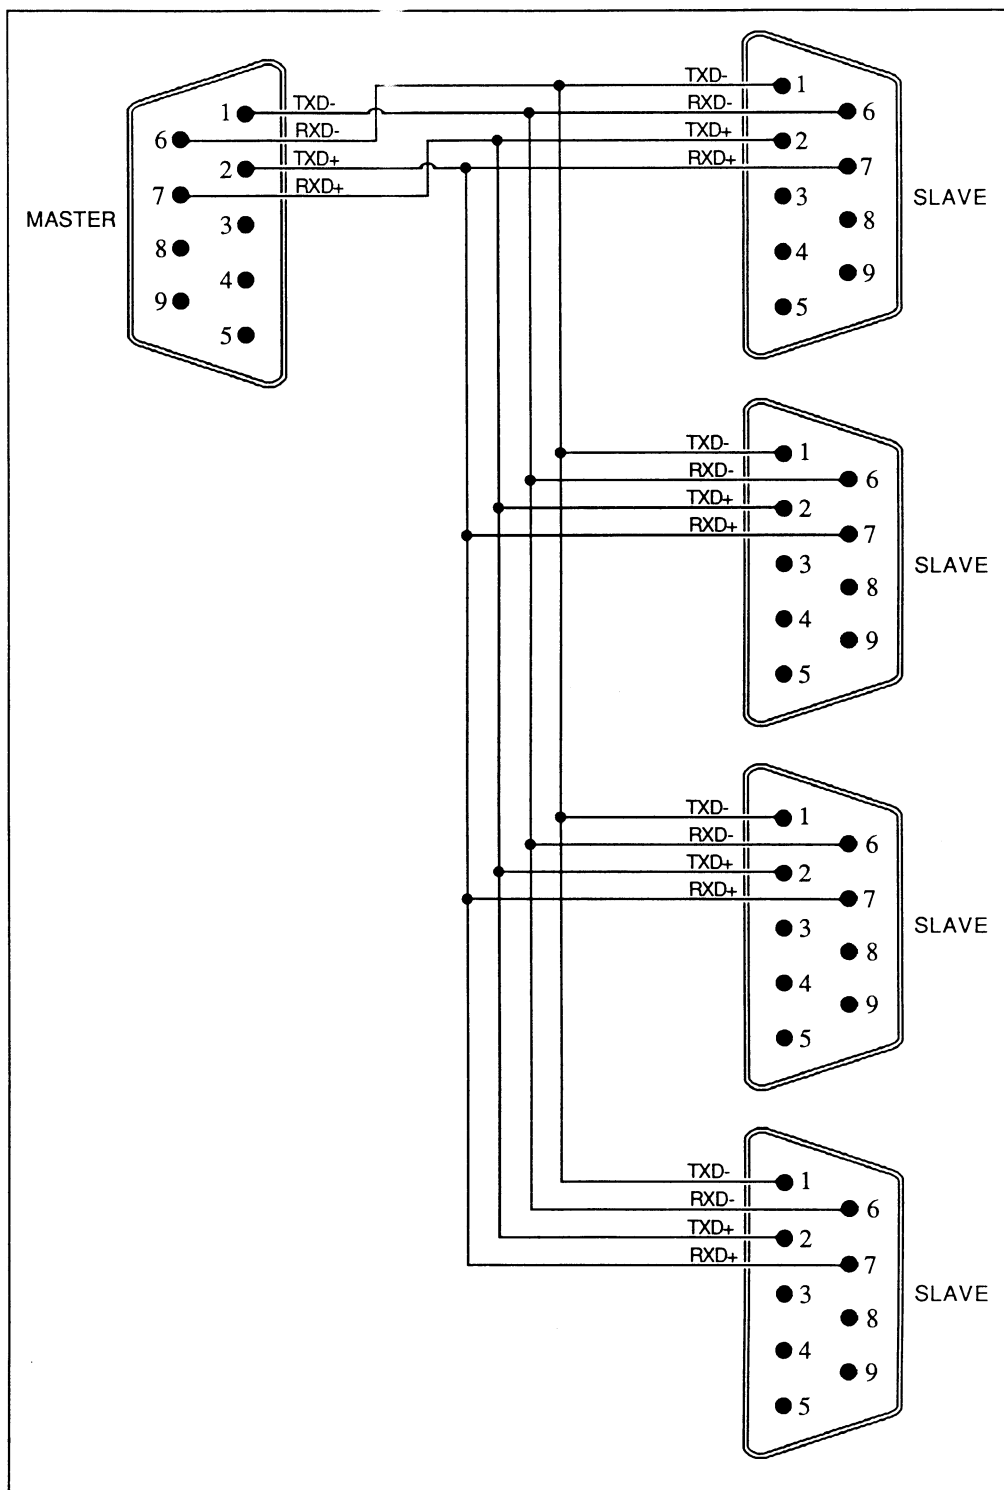 MASTER
1 TXD-
6 RXD-
2 TXD+
7 RXD+
3
8
4
9
5
TXD- 1
RXD- 6
TXD+ 2
RXD+ 7
3
8
4
9
5
SLAVE
TXD- 1
RXD- 6
TXD+ 2
RXD+ 7
3
8
4
9
5
SLAVE
TXD- 1
RXD- 6
TXD+ 2
RXD+ 7
3
8
4
9
5
SLAVE
TXD- 1
RXD- 6
TXD+ 2
RXD+ 7
3
8
4
9
5
SLAVE